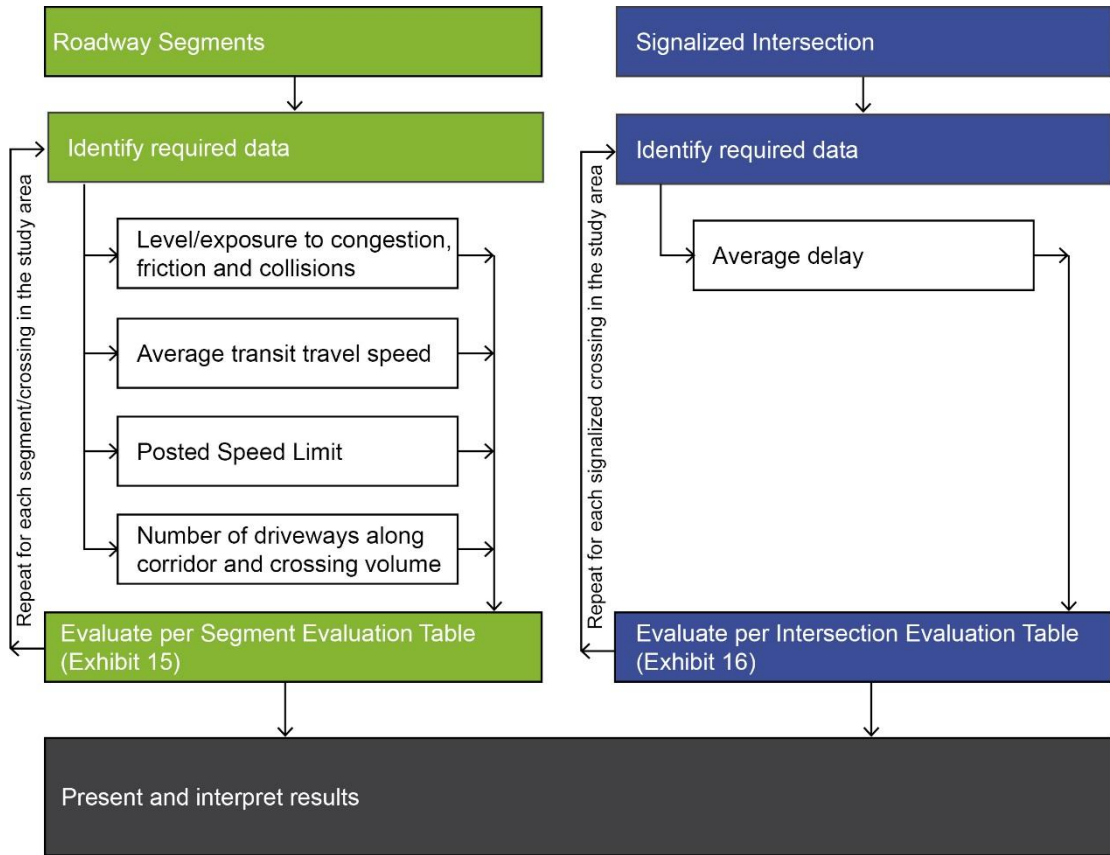 Roadway Segments
Identify required data
Repeat for each segment/crossing in the study area
Level/exposure to congestion,
friction and collisions
Average transit travel speed
Posted Speed Limit
Number of driveways along
corridor and crossing volume
Evaluate per Segment Evaluation Table
(Exhibit 15)
Signalized Intersection
Identify required data
Repeat for each signalized crossing in the study area
Average delay
Evaluate per Intersection Evaluation Table
(Exhibit 16)
Present and interpret results